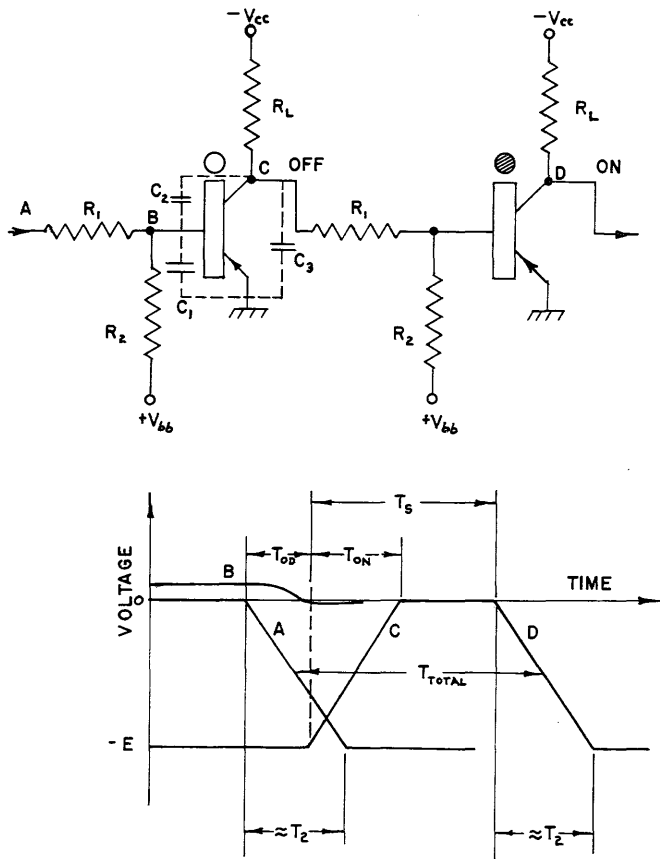 −Vcc
−Vcc
RL
RL
C
OFF
D
ON
C2
A
R1
B
R1
C3
C1
R2
R2
+Vbb
+Vbb
TS
TOD
TON
B
TIME
0
VOLTAGE
A
C
D
TTOTAL
−E
≈T2
≈T2